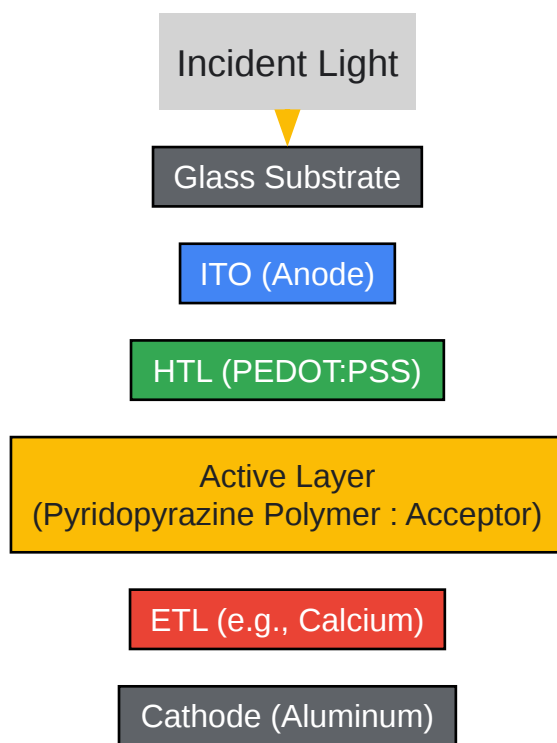 Incident Light
Glass Substrate
ITO (Anode)
HTL (PEDOT:PSS)
Active Layer
(Pyridopyrazine Polymer : Acceptor)
ETL (e.g., Calcium)
Cathode (Aluminum)